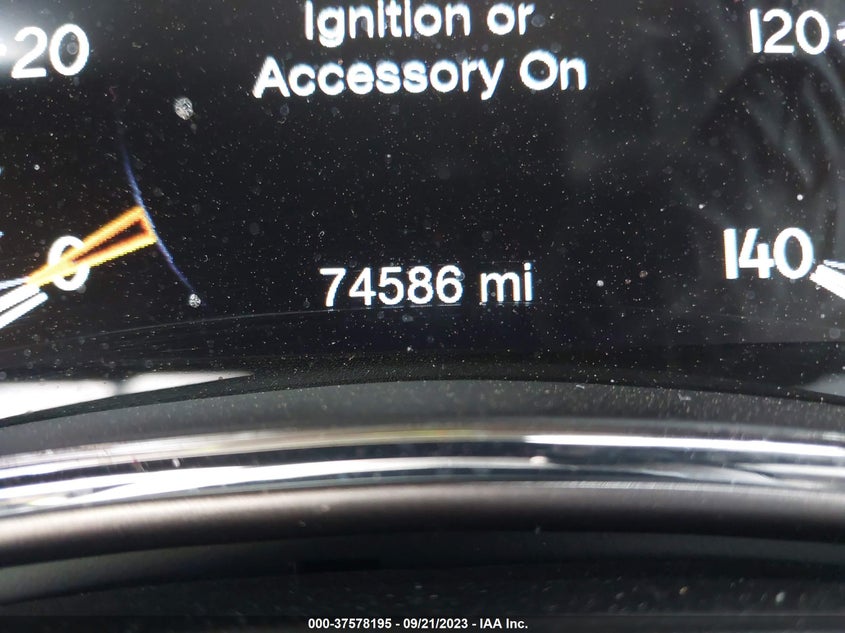 Ignition or
Accessory On
20
120
0
140
74586 mi
000-37578195 - 09/21/2023 - IAA Inc.